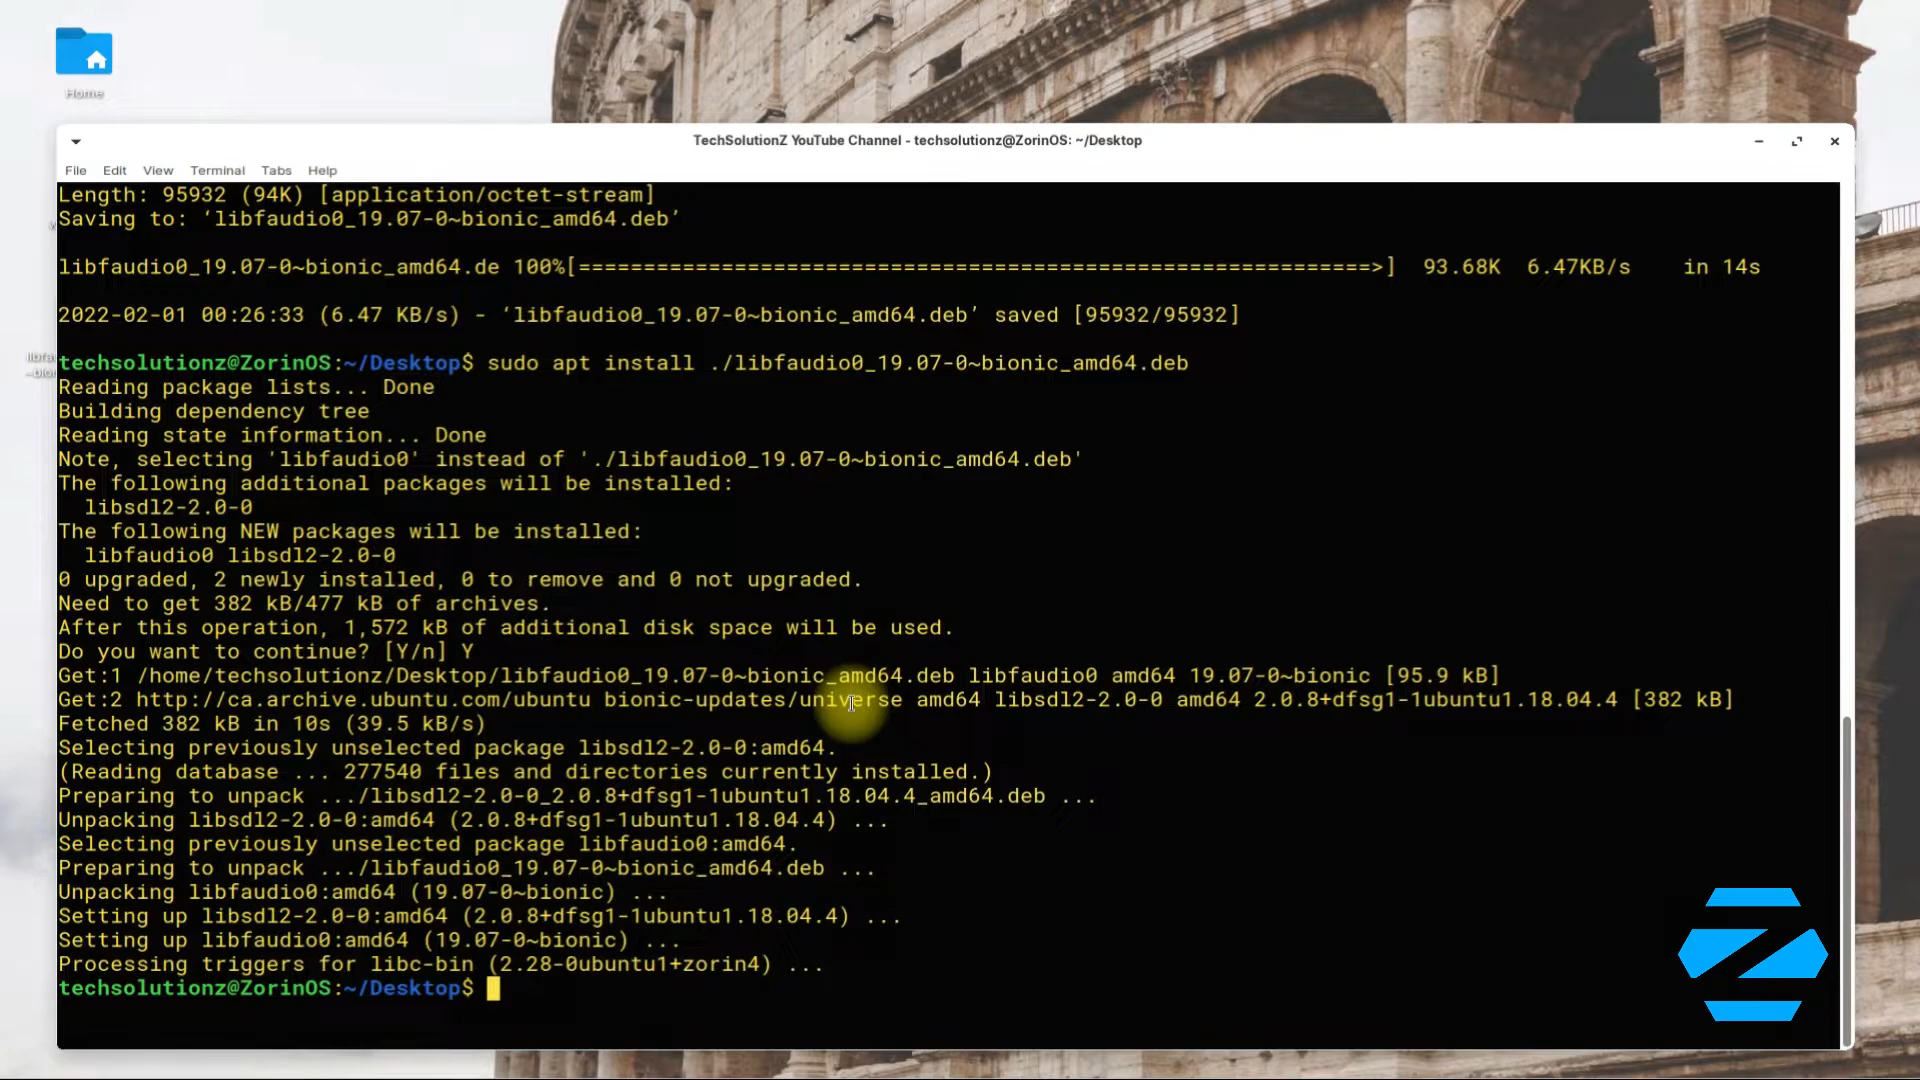 Home
TechSolutionZ YouTube Channel - techsolutionz@ZorinOS: ~/Desktop
File Edit View Terminal Tabs Help
Length: 95932 (94K) [application/octet-stream]
Saving to: ‘libfaudio0_19.07-0~bionic_amd64.deb’
libfaudio0_19.07-0~bionic_amd64.de 100%[=============================================================>] 93.68K 6.47KB/s in 14s
2022-02-01 00:26:33 (6.47 KB/s) - ‘libfaudio0_19.07-0~bionic_amd64.deb’ saved [95932/95932]
techsolutionz@ZorinOS:~/Desktop$ sudo apt install ./libfaudio0_19.07-0~bionic_amd64.deb
Reading package lists... Done
Building dependency tree
Reading state information... Done
Note, selecting 'libfaudio0' instead of './libfaudio0_19.07-0~bionic_amd64.deb'
The following additional packages will be installed:
libsdl2-2.0-0
The following NEW packages will be installed:
libfaudio0 libsdl2-2.0-0
0 upgraded, 2 newly installed, 0 to remove and 0 not upgraded.
Need to get 382 kB/477 kB of archives.
After this operation, 1,572 kB of additional disk space will be used.
Do you want to continue? [Y/n] Y
Get:1 /home/techsolutionz/Desktop/libfaudio0_19.07-0~bionic_amd64.deb libfaudio0 amd64 19.07-0~bionic [95.9 kB]
Get:2 http://ca.archive.ubuntu.com/ubuntu bionic-updates/universe amd64 libsdl2-2.0-0 amd64 2.0.8+dfsg1-1ubuntu1.18.04.4 [382 kB]
Fetched 382 kB in 10s (39.5 kB/s)
Selecting previously unselected package libsdl2-2.0-0:amd64.
(Reading database ... 277540 files and directories currently installed.)
Preparing to unpack .../libsdl2-2.0-0_2.0.8+dfsg1-1ubuntu1.18.04.4_amd64.deb ...
Unpacking libsdl2-2.0-0:amd64 (2.0.8+dfsg1-1ubuntu1.18.04.4) ...
Selecting previously unselected package libfaudio0:amd64.
Preparing to unpack .../libfaudio0_19.07-0~bionic_amd64.deb ...
Unpacking libfaudio0:amd64 (19.07-0~bionic) ...
Setting up libsdl2-2.0-0:amd64 (2.0.8+dfsg1-1ubuntu1.18.04.4) ...
Setting up libfaudio0:amd64 (19.07-0~bionic) ...
Processing triggers for libc-bin (2.28-0ubuntu1+zorin4) ...
techsolutionz@ZorinOS:~/Desktop$